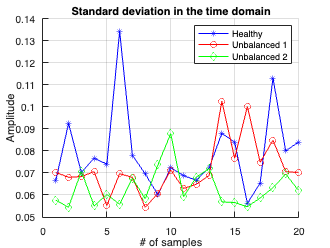 Standard deviation in the time domain
Healthy
Unbalanced 1
Unbalanced 2
Amplitude
0.14
0.13
0.12
0.11
0.1
0.09
0.08
0.07
0.06
0.05
0
5
10
15
20
# of samples